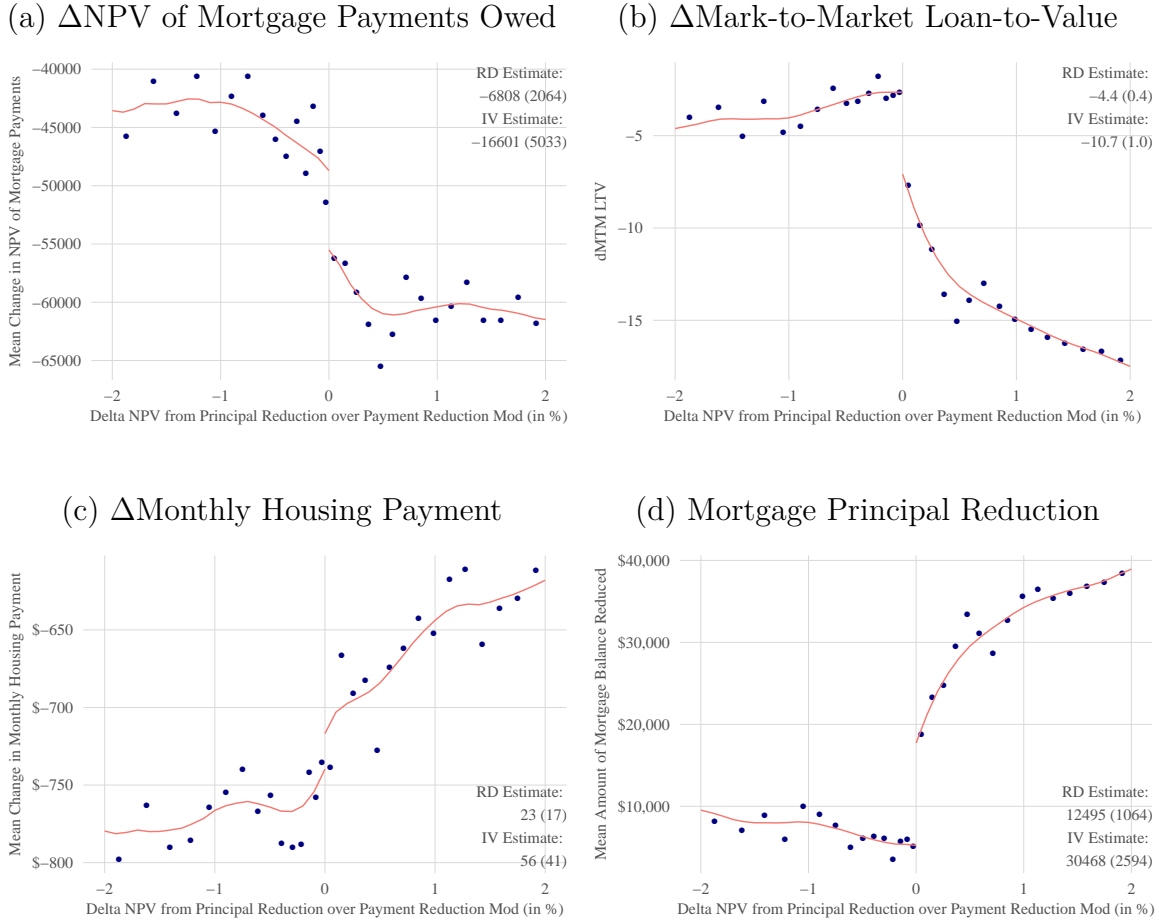 (a) ΔNPV of Mortgage Payments Owed
Mean Change in NPV of Mortgage Payments
−40000
−45000
−50000
−55000
−60000
−65000
RD Estimate:
−6808 (2064)
IV Estimate:
−16601 (5033)
−2 −1 0 1 2
Delta NPV from Principal Reduction over Payment Reduction Mod (in %)
(b) ΔMark-to-Market Loan-to-Value
dMTM LTV
−5
−10
−15
RD Estimate:
−4.4 (0.4)
IV Estimate:
−10.7 (1.0)
−2 −1 0 1 2
Delta NPV from Principal Reduction over Payment Reduction Mod (in %)
(c) ΔMonthly Housing Payment
Mean Change in Monthly Housing Payment
$−650
$−700
$−750
$−800
RD Estimate:
23 (17)
IV Estimate:
56 (41)
−2 −1 0 1 2
Delta NPV from Principal Reduction over Payment Reduction Mod (in %)
(d) Mortgage Principal Reduction
Mean Amount of Mortgage Balance Reduced
$40,000
$30,000
$20,000
$10,000
RD Estimate:
12495 (1064)
IV Estimate:
30468 (2594)
−2 −1 0 1 2
Delta NPV from Principal Reduction over Payment Reduction Mod (in %)